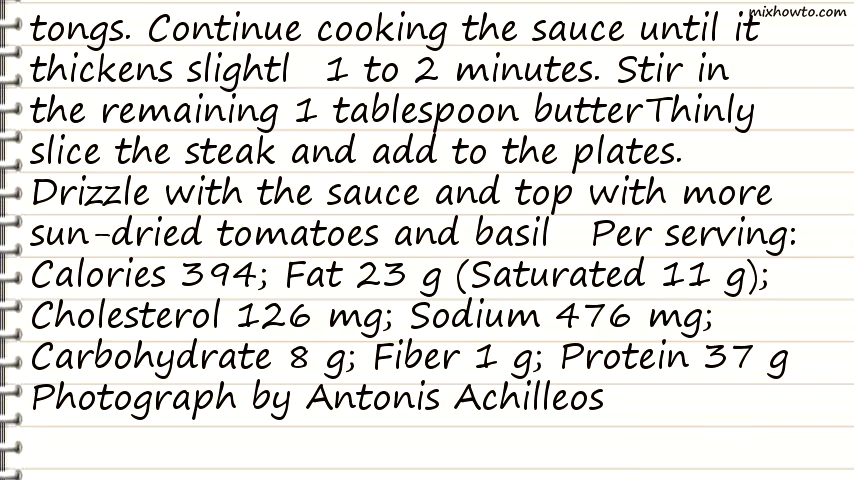 mixhowto.com
tongs. Continue cooking the sauce until it
thickens slightl   1 to 2 minutes. Stir in
the remaining 1 tablespoon butterThinly
slice the steak and add to the plates.
Drizzle with the sauce and top with more
sun-dried tomatoes and basil   Per serving:
Calories 394; Fat 23 g (Saturated 11 g);
Cholesterol 126 mg; Sodium 476 mg;
Carbohydrate 8 g; Fiber 1 g; Protein 37 g
Photograph by Antonis Achilleos